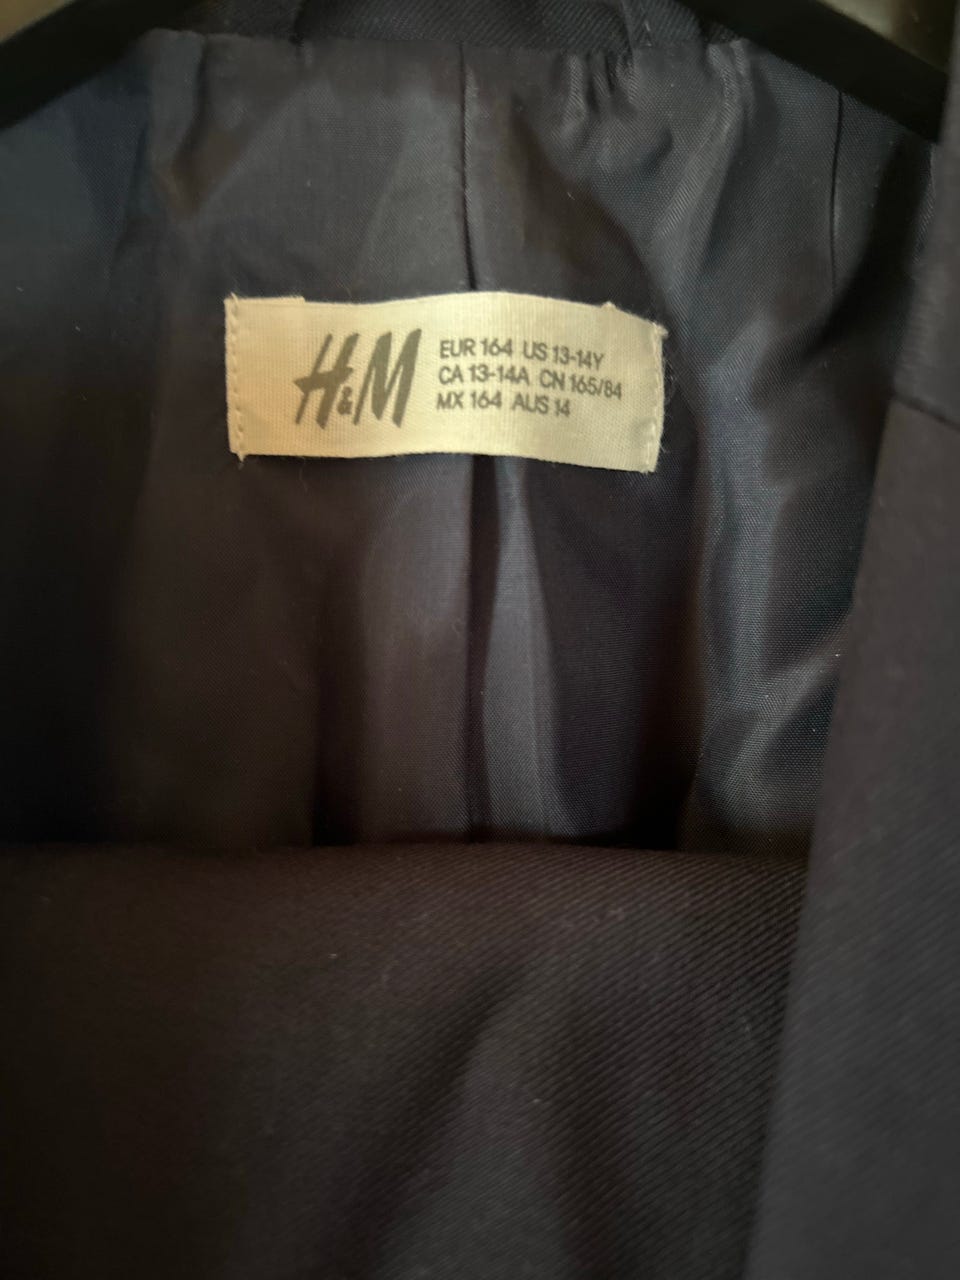 H&M
EUR 164 US 13-14Y
CA 13-14A CN 165/84
MX 164 AUS 14